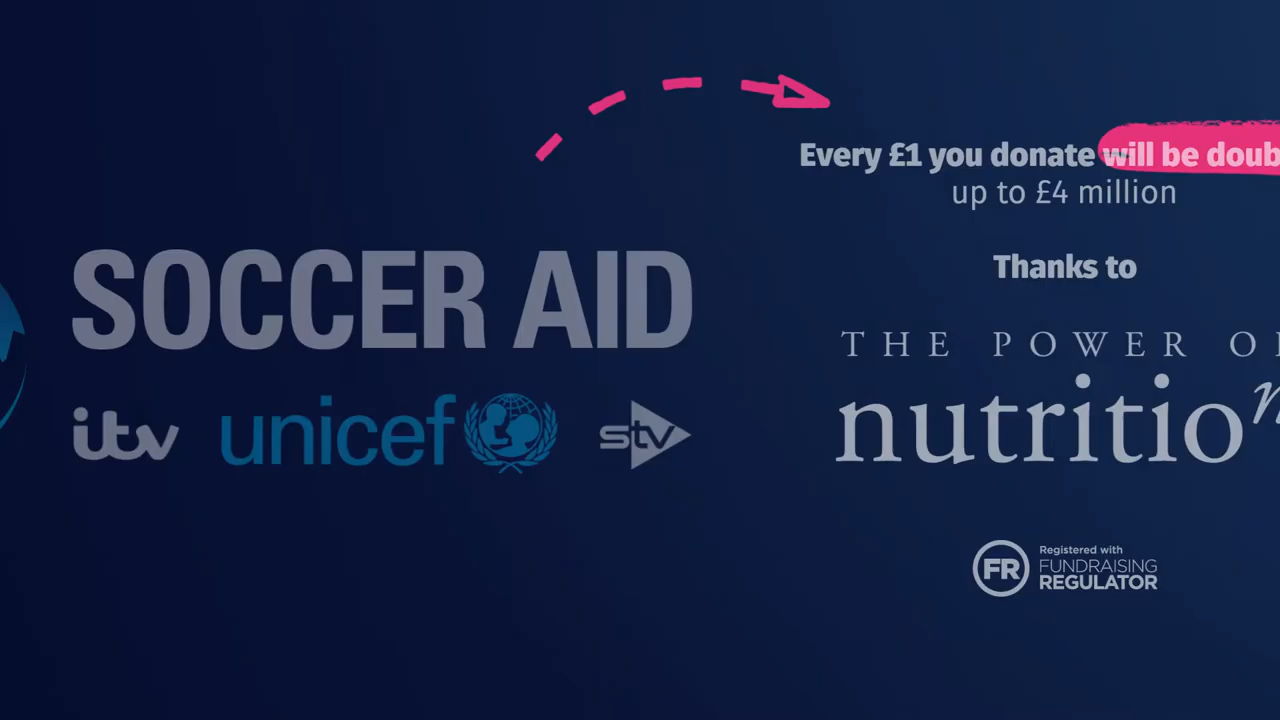 SOCCER AID
itv unicef stv
Every £1 you donate will be doub
up to £4 million
Thanks to
THE POWER OF
nutrition
FR
Registered with
FUNDRAISING
REGULATOR